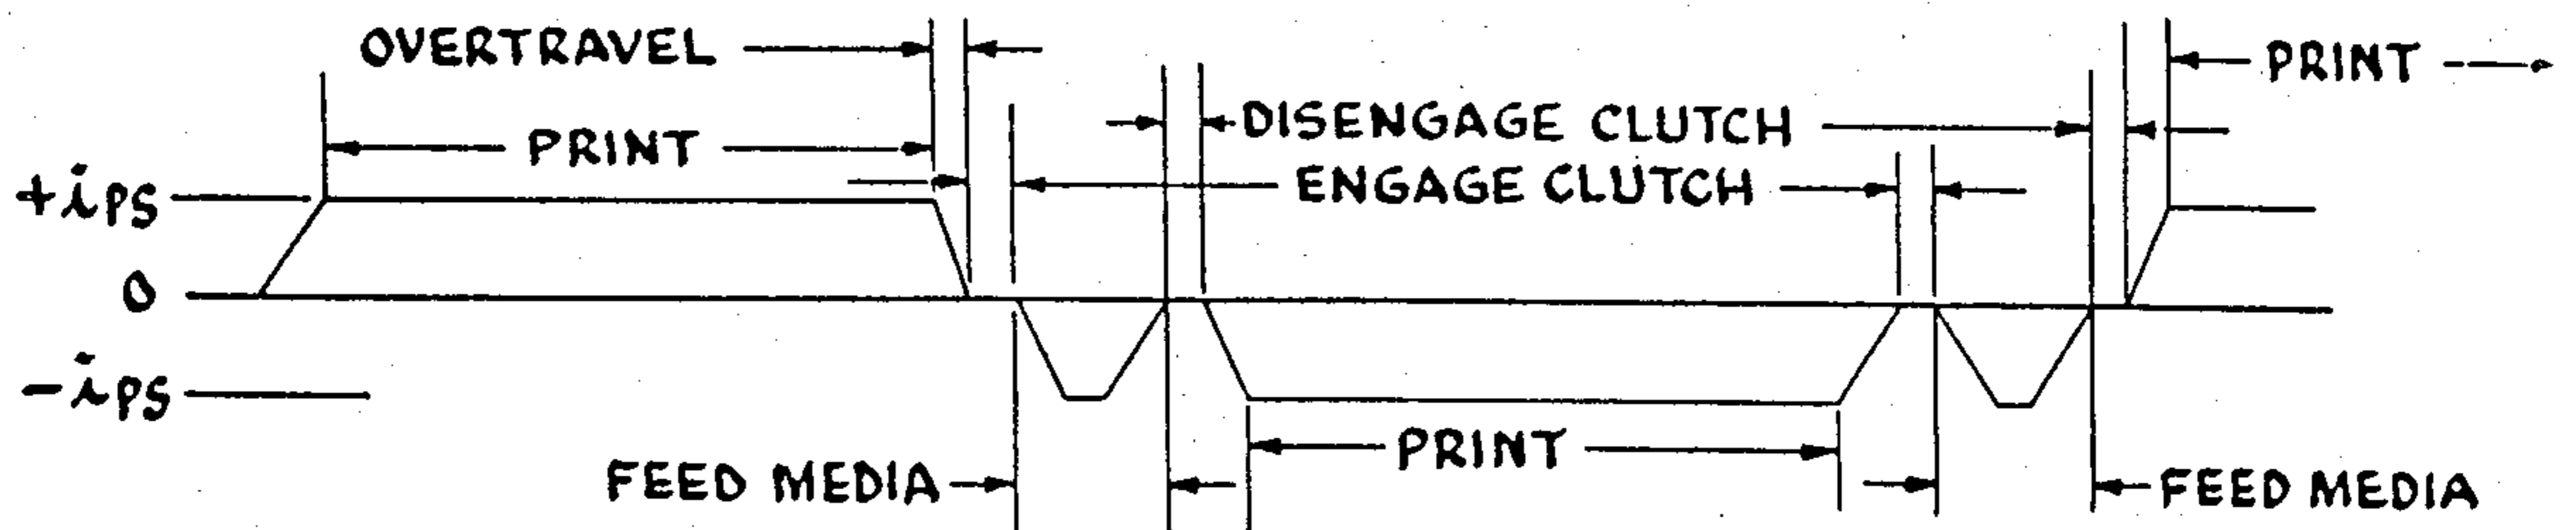 OVERTRAVEL
PRINT
PRINT
DISENGAGE CLUTCH
+ips
ENGAGE CLUTCH
0
-ips
PRINT
FEED MEDIA
FEED MEDIA